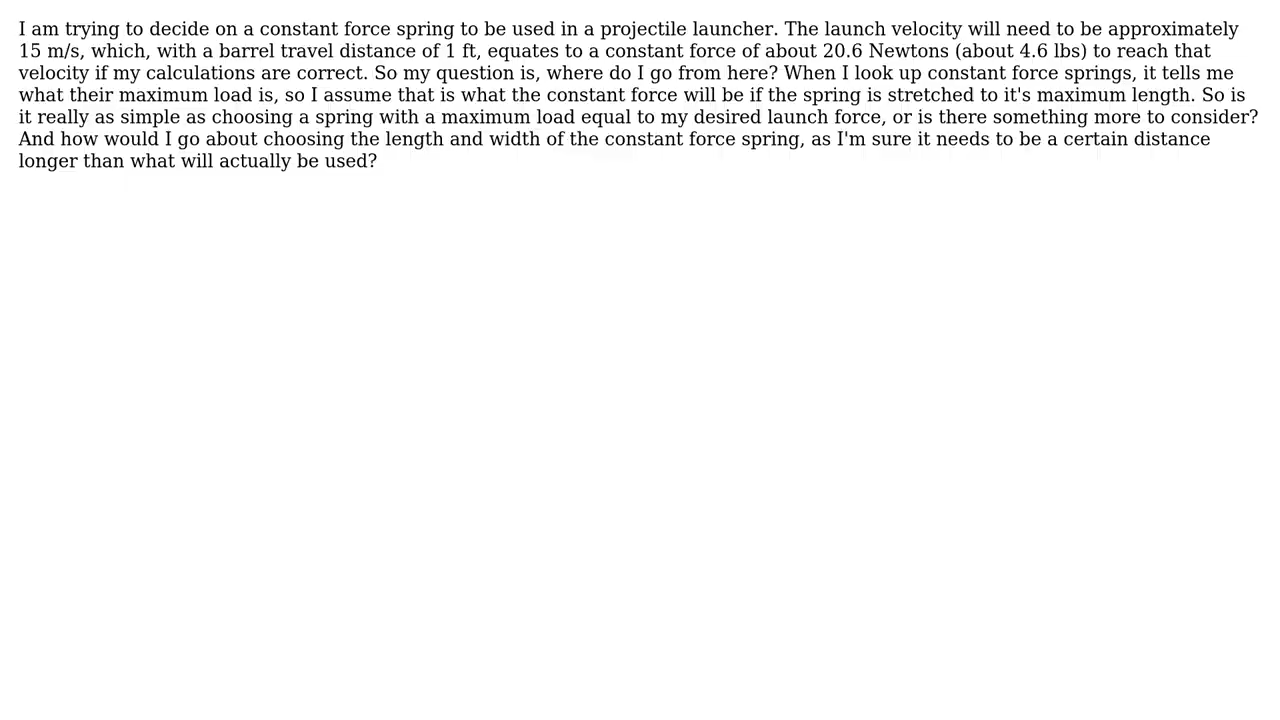 I am trying to decide on a constant force spring to be used in a projectile launcher. The launch velocity will need to be approximately
15 m/s, which, with a barrel travel distance of 1 ft, equates to a constant force of about 20.6 Newtons (about 4.6 lbs) to reach that
velocity if my calculations are correct. So my question is, where do I go from here? When I look up constant force springs, it tells me
what their maximum load is, so I assume that is what the constant force will be if the spring is stretched to it's maximum length. So is
it really as simple as choosing a spring with a maximum load equal to my desired launch force, or is there something more to consider?
And how would I go about choosing the length and width of the constant force spring, as I'm sure it needs to be a certain distance
longer than what will actually be used?